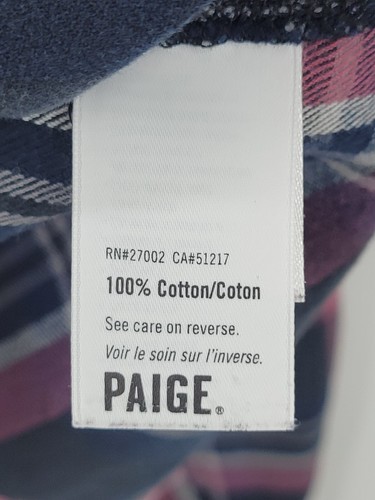 RN#27002 CA#51217
100% Cotton/Coton
See care on reverse.
Voir le soin sur l'inverse.
PAIGE®